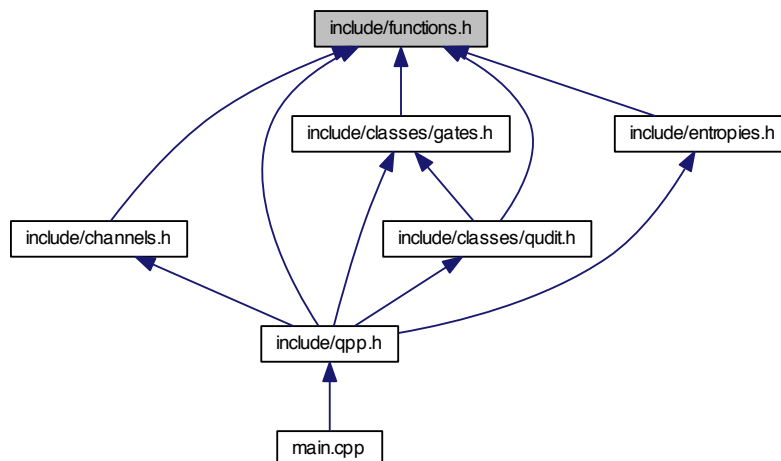 include/functions.h
include/classes/gates.h
include/entropies.h
include/channels.h
include/classes/qudit.h
include/qpp.h
main.cpp